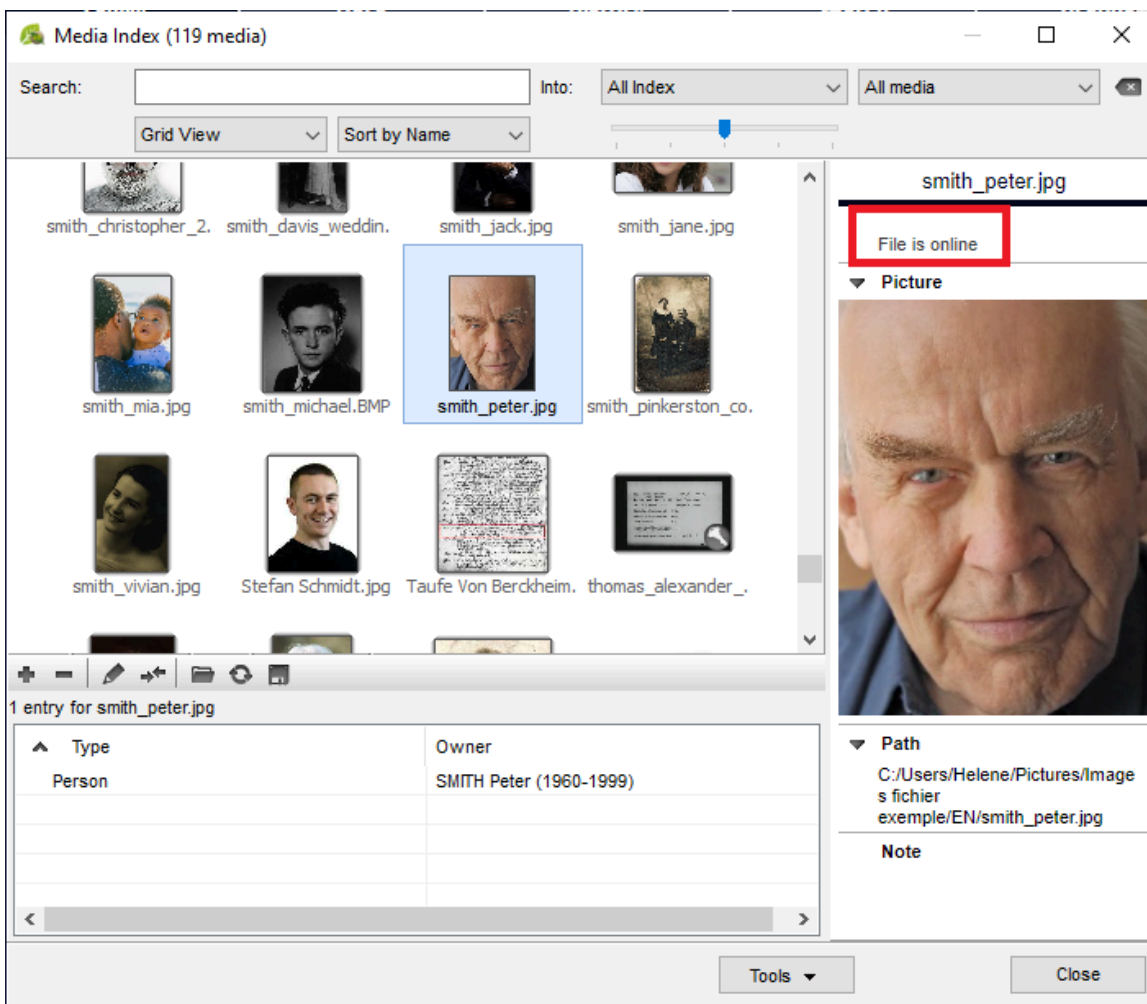 Media Index (119 media)
Search:
Into:
All Index
All media
Grid View
Sort by Name
smith_christopher_2.
smith_davis_weddin.
smith_jack.jpg
smith_jane.jpg
smith_mia.jpg
smith_michael.BMP
smith_peter.jpg
smith_pinkerston_co.
smith_vivian.jpg
Stefan Schmidt.jpg
Taufe Von Berckheim.
thomas_alexander_.
1 entry for smith_peter.jpg
Type
Owner
Person
SMITH Peter (1960-1999)
smith_peter.jpg
File is online
Picture
Path
C:/Users/Helene/Pictures/Image
s fichier
exemple/EN/smith_peter.jpg
Note
Tools
Close